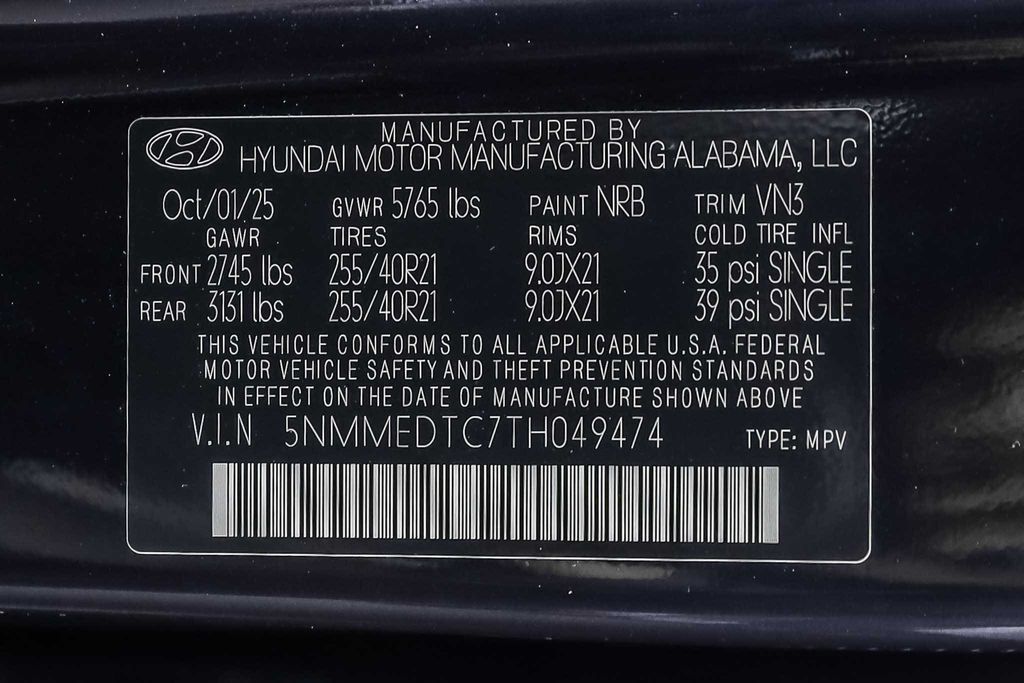 MANUFACTURED BY
HYUNDAI MOTOR MANUFACTURING ALABAMA, LLC
Oct/01/25 GVWR 5765 lbs PAINT NRB TRIM VN3
GAWR TIRES RIMS COLD TIRE INFL
FRONT 2745 lbs 255/40R21 9.0JX21 35 psi SINGLE
REAR 3131 lbs 255/40R21 9.0JX21 39 psi SINGLE
THIS VEHICLE CONFORMS TO ALL APPLICABLE U.S.A. FEDERAL
MOTOR VEHICLE SAFETY AND THEFT PREVENTION STANDARDS
IN EFFECT ON THE DATE OF MANUFACTURE SHOWN ABOVE
V.I.N 5NMMEDTC7TH049474 TYPE: MPV